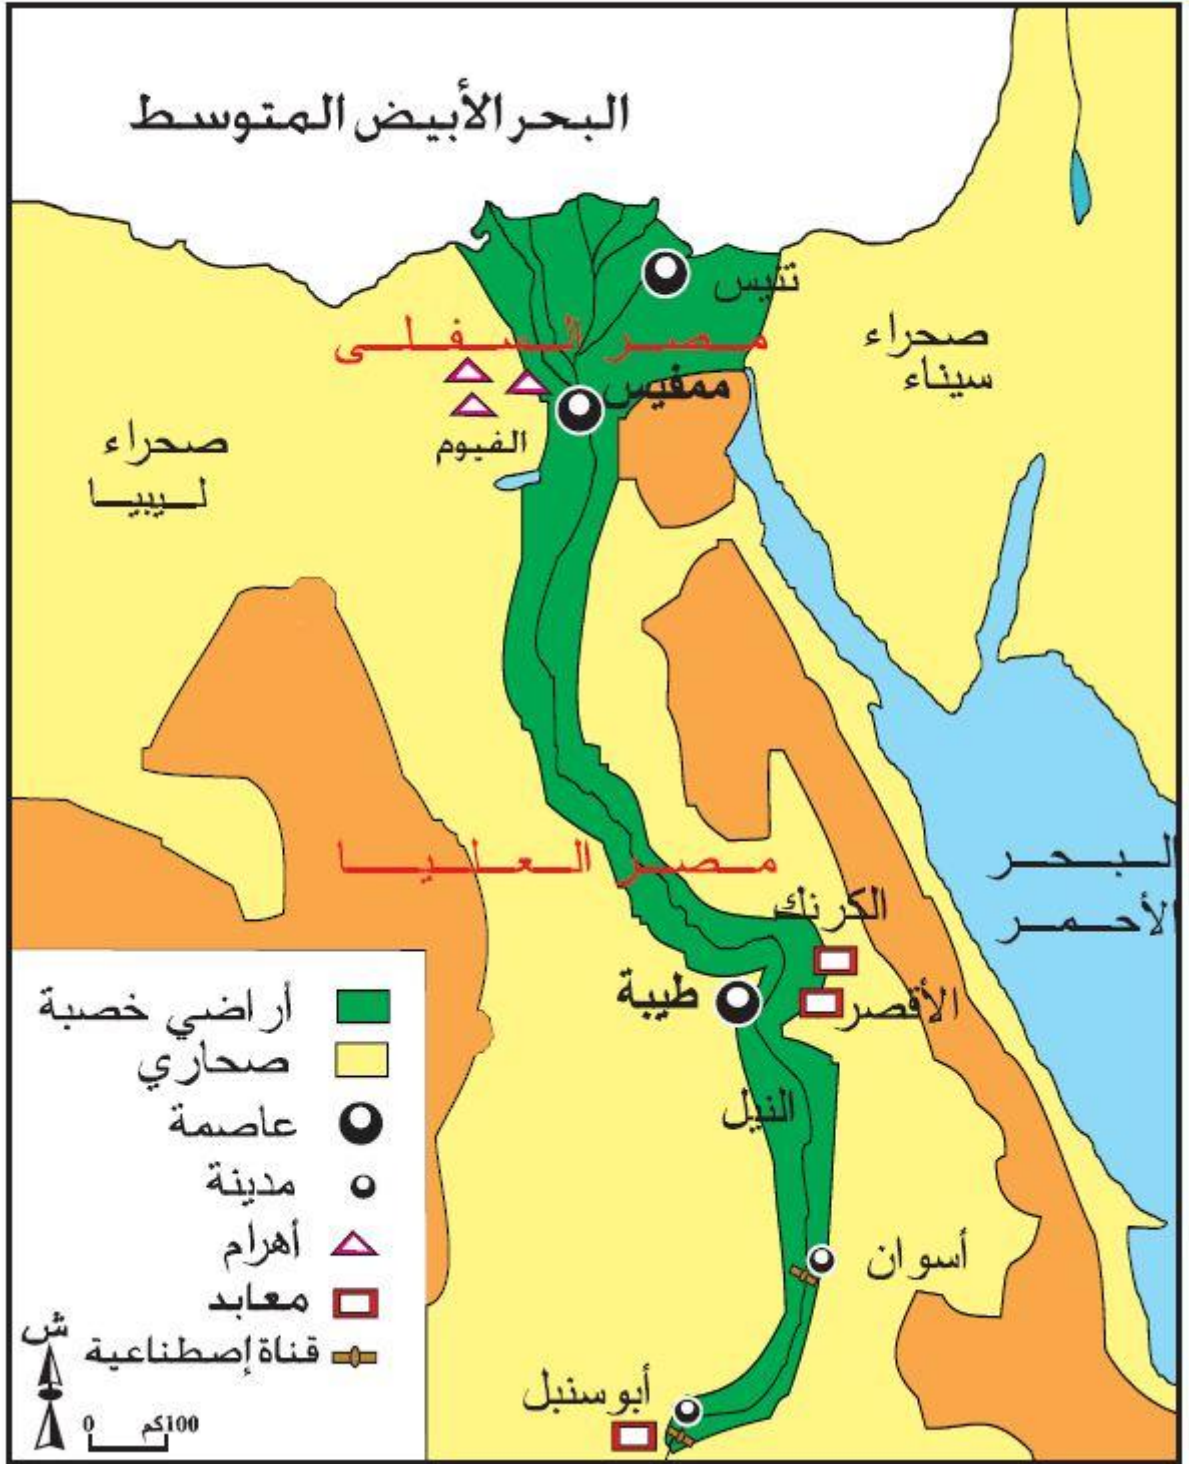 البحر الأبيض المتوسط
تنيس
مصر السفلى
صحراء
سيناء
ممفيس
الفيوم
صحراء
ليبيا
مصر العليا
البحر
الأحمر
الكرنك
طيبة
الأقصر
النيل
أسوان
أبو سنبل
أراضي خصبة
صحاري
عاصمة
مدينة
أهرام
معابد
قناة إصطناعية
ش
0 100كم